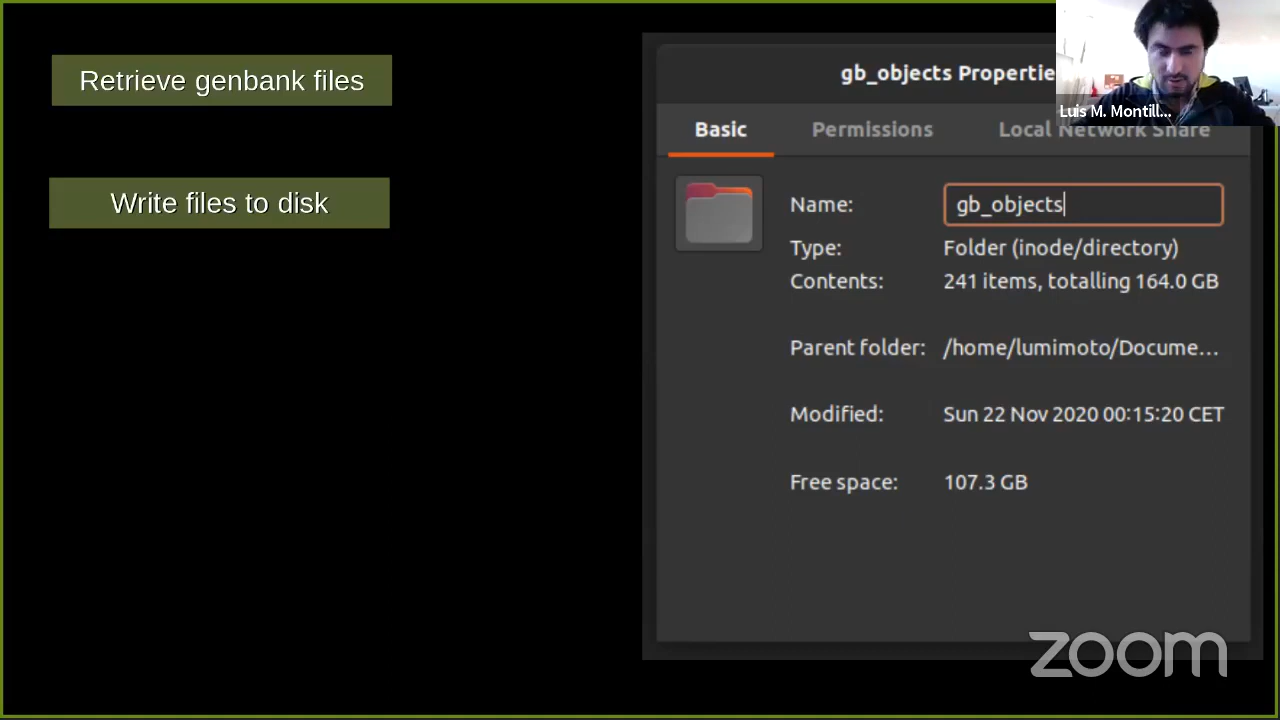 Retrieve genbank files
Write files to disk
gb_objects Propertie
Luis M. Montill...
Basic
Permissions
Local Network Share
Name:
gb_objects
Type:
Folder (inode/directory)
Contents:
241 items, totalling 164.0 GB
Parent folder:
/home/lumimoto/Docume...
Modified:
Sun 22 Nov 2020 00:15:20 CET
Free space:
107.3 GB
zoom